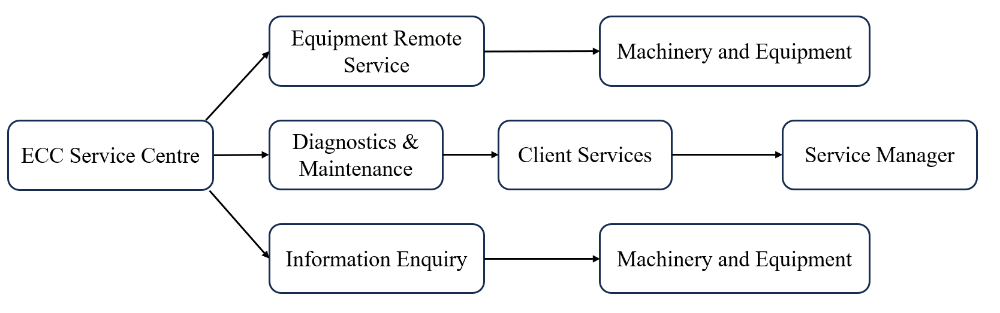 Equipment Remote
Service
Machinery and Equipment
ECC Service Centre
Diagnostics &
Maintenance
Client Services
Service Manager
Information Enquiry
Machinery and Equipment